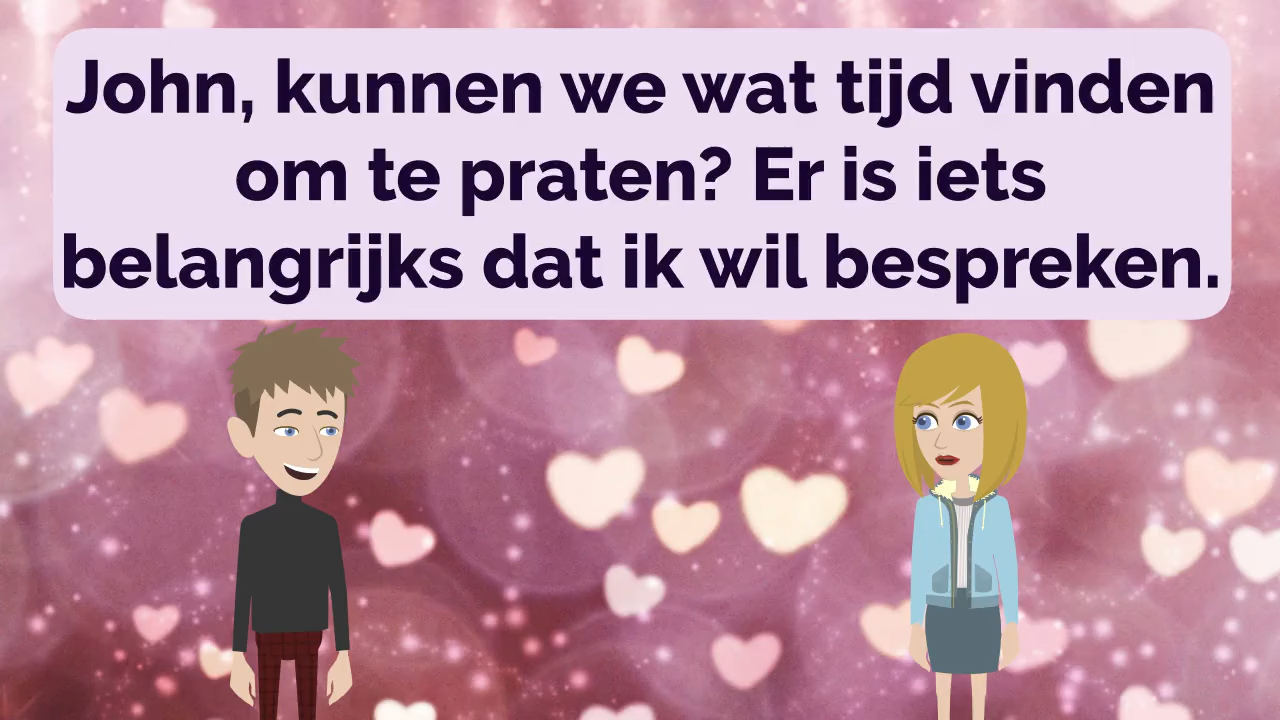 John, kunnen we wat tijd vinden
om te praten? Er is iets
belangrijks dat ik wil bespreken.